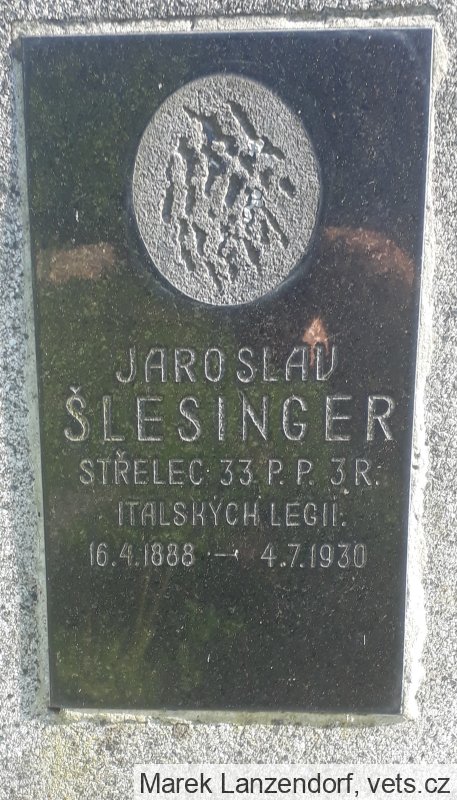 JAROSLAV
ŠLESINGER
STŘELEC 33. P. P. 3 R.
ITALSKÝCH LEGIÍ.
16.4.1888 — 4.7.1930
Marek Lanzendorf, vets.cz